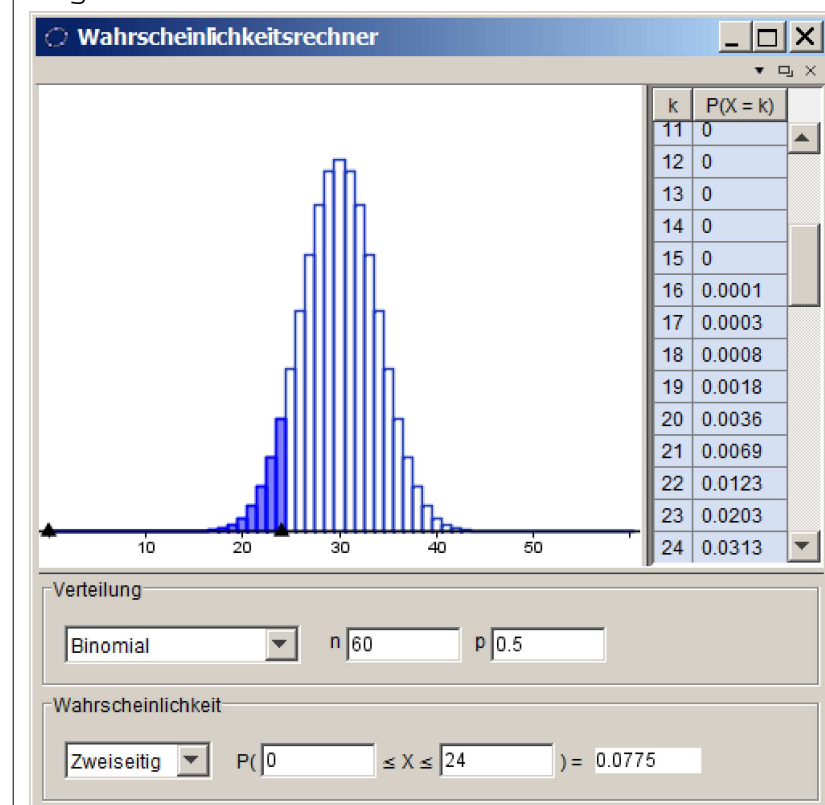 Wahrscheinlichkeitsrechner
k P(X = k)
11 0
12 0
13 0
14 0
15 0
16 0.0001
17 0.0003
18 0.0008
19 0.0018
20 0.0036
21 0.0069
22 0.0123
23 0.0203
24 0.0313
10 20 30 40 50
Verteilung
Binomial n 60 p 0.5
Wahrscheinlichkeit
Zweiseitig P( 0 ≤ X ≤ 24 ) = 0.0775